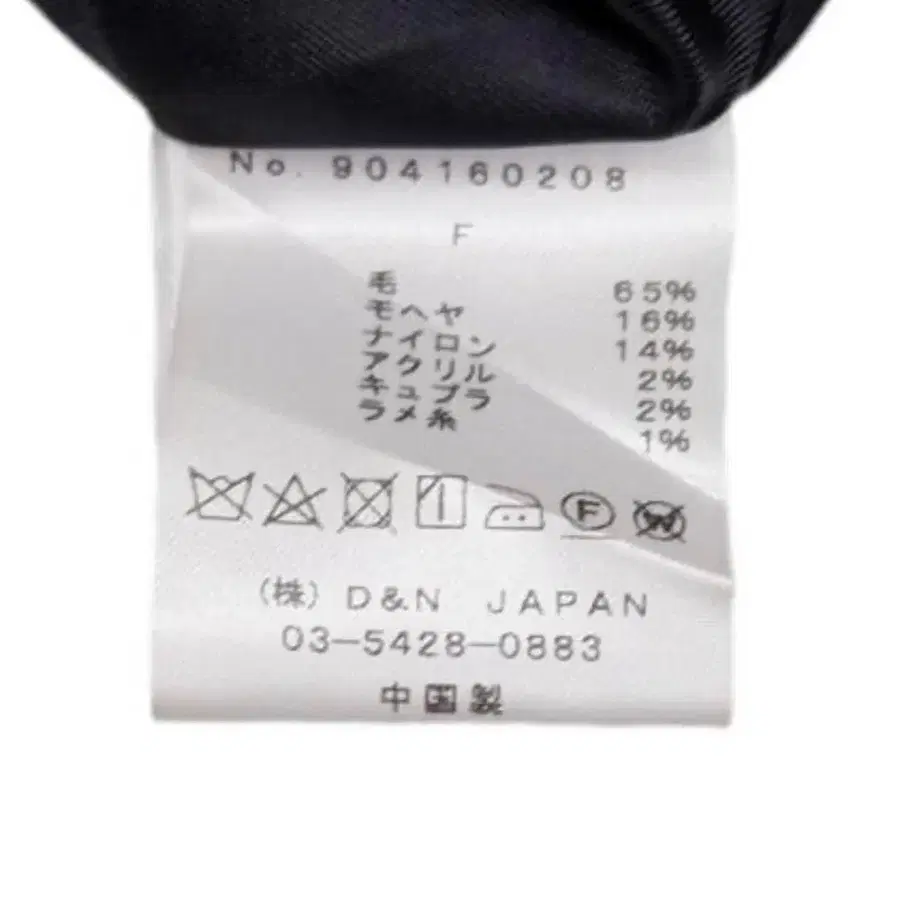 No. 904160208
F
毛 65%
モヘヤ 16%
ナイロン 14%
アクリル 2%
キュプラ 2%
ラメ糸 1%
F
W
(株) D&N JAPAN
03-5428-0883
中国製